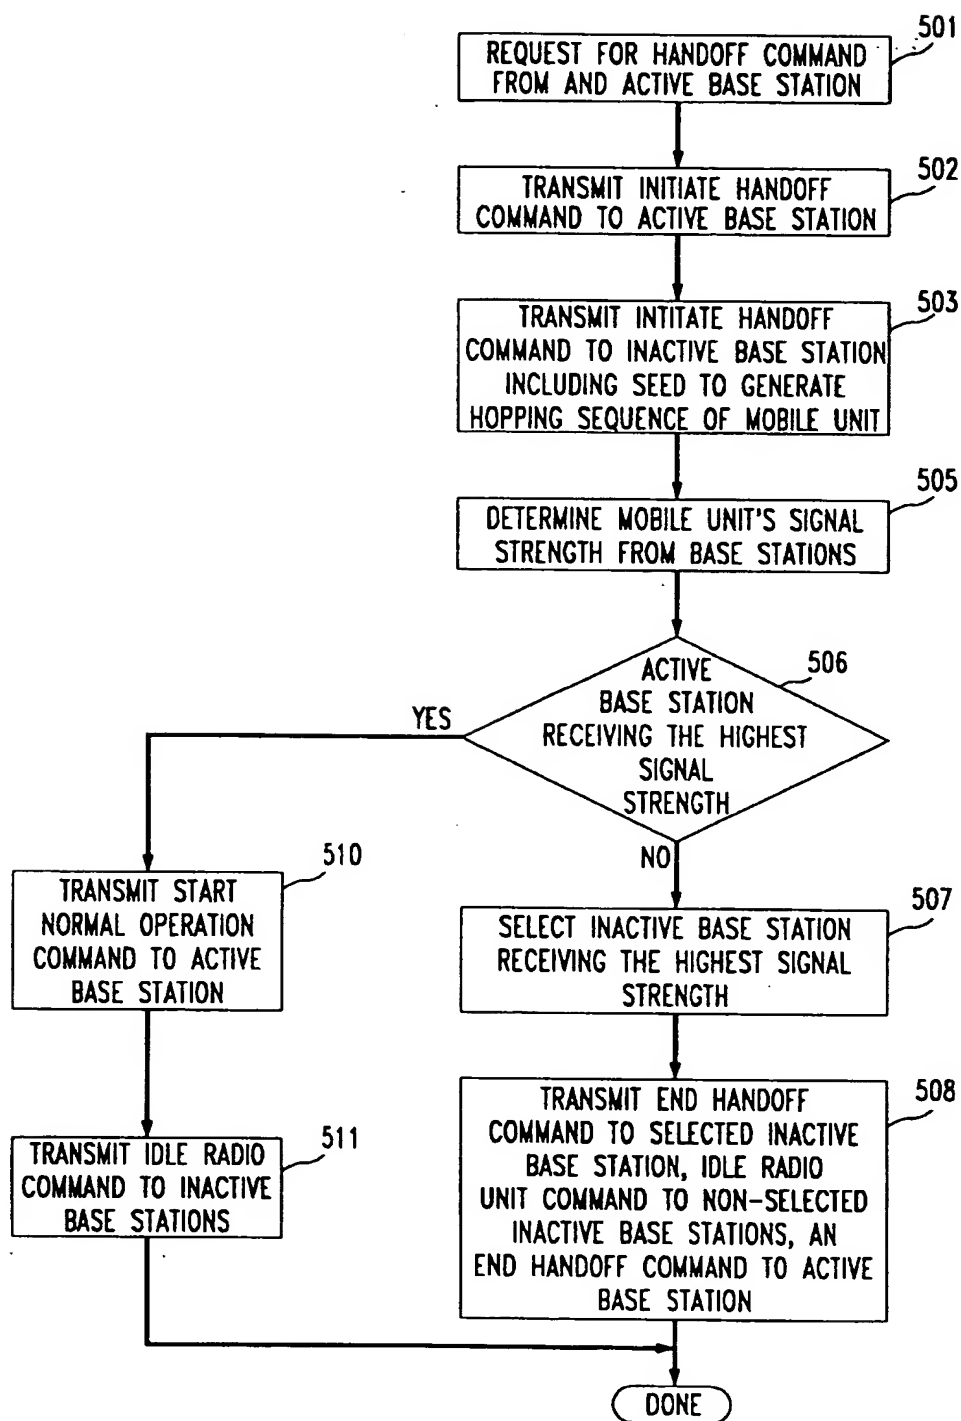 501
REQUEST FOR HANDOFF COMMAND
FROM AND ACTIVE BASE STATION
502
TRANSMIT INITIATE HANDOFF
COMMAND TO ACTIVE BASE STATION
503
TRANSMIT INTITATE HANDOFF
COMMAND TO INACTIVE BASE STATION
INCLUDING SEED TO GENERATE
HOPPING SEQUENCE OF MOBILE UNIT
505
DETERMINE MOBILE UNIT'S SIGNAL
STRENGTH FROM BASE STATIONS
506
ACTIVE
BASE STATION
RECEIVING THE HIGHEST
SIGNAL
STRENGTH
YES
NO
510
TRANSMIT START
NORMAL OPERATION
COMMAND TO ACTIVE
BASE STATION
507
SELECT INACTIVE BASE STATION
RECEIVING THE HIGHEST SIGNAL
STRENGTH
511
TRANSMIT IDLE RADIO
COMMAND TO INACTIVE
BASE STATIONS
508
TRANSMIT END HANDOFF
COMMAND TO SELECTED INACTIVE
BASE STATION, IDLE RADIO
UNIT COMMAND TO NON-SELECTED
INACTIVE BASE STATIONS, AN
END HANDOFF COMMAND TO ACTIVE
BASE STATION
DONE